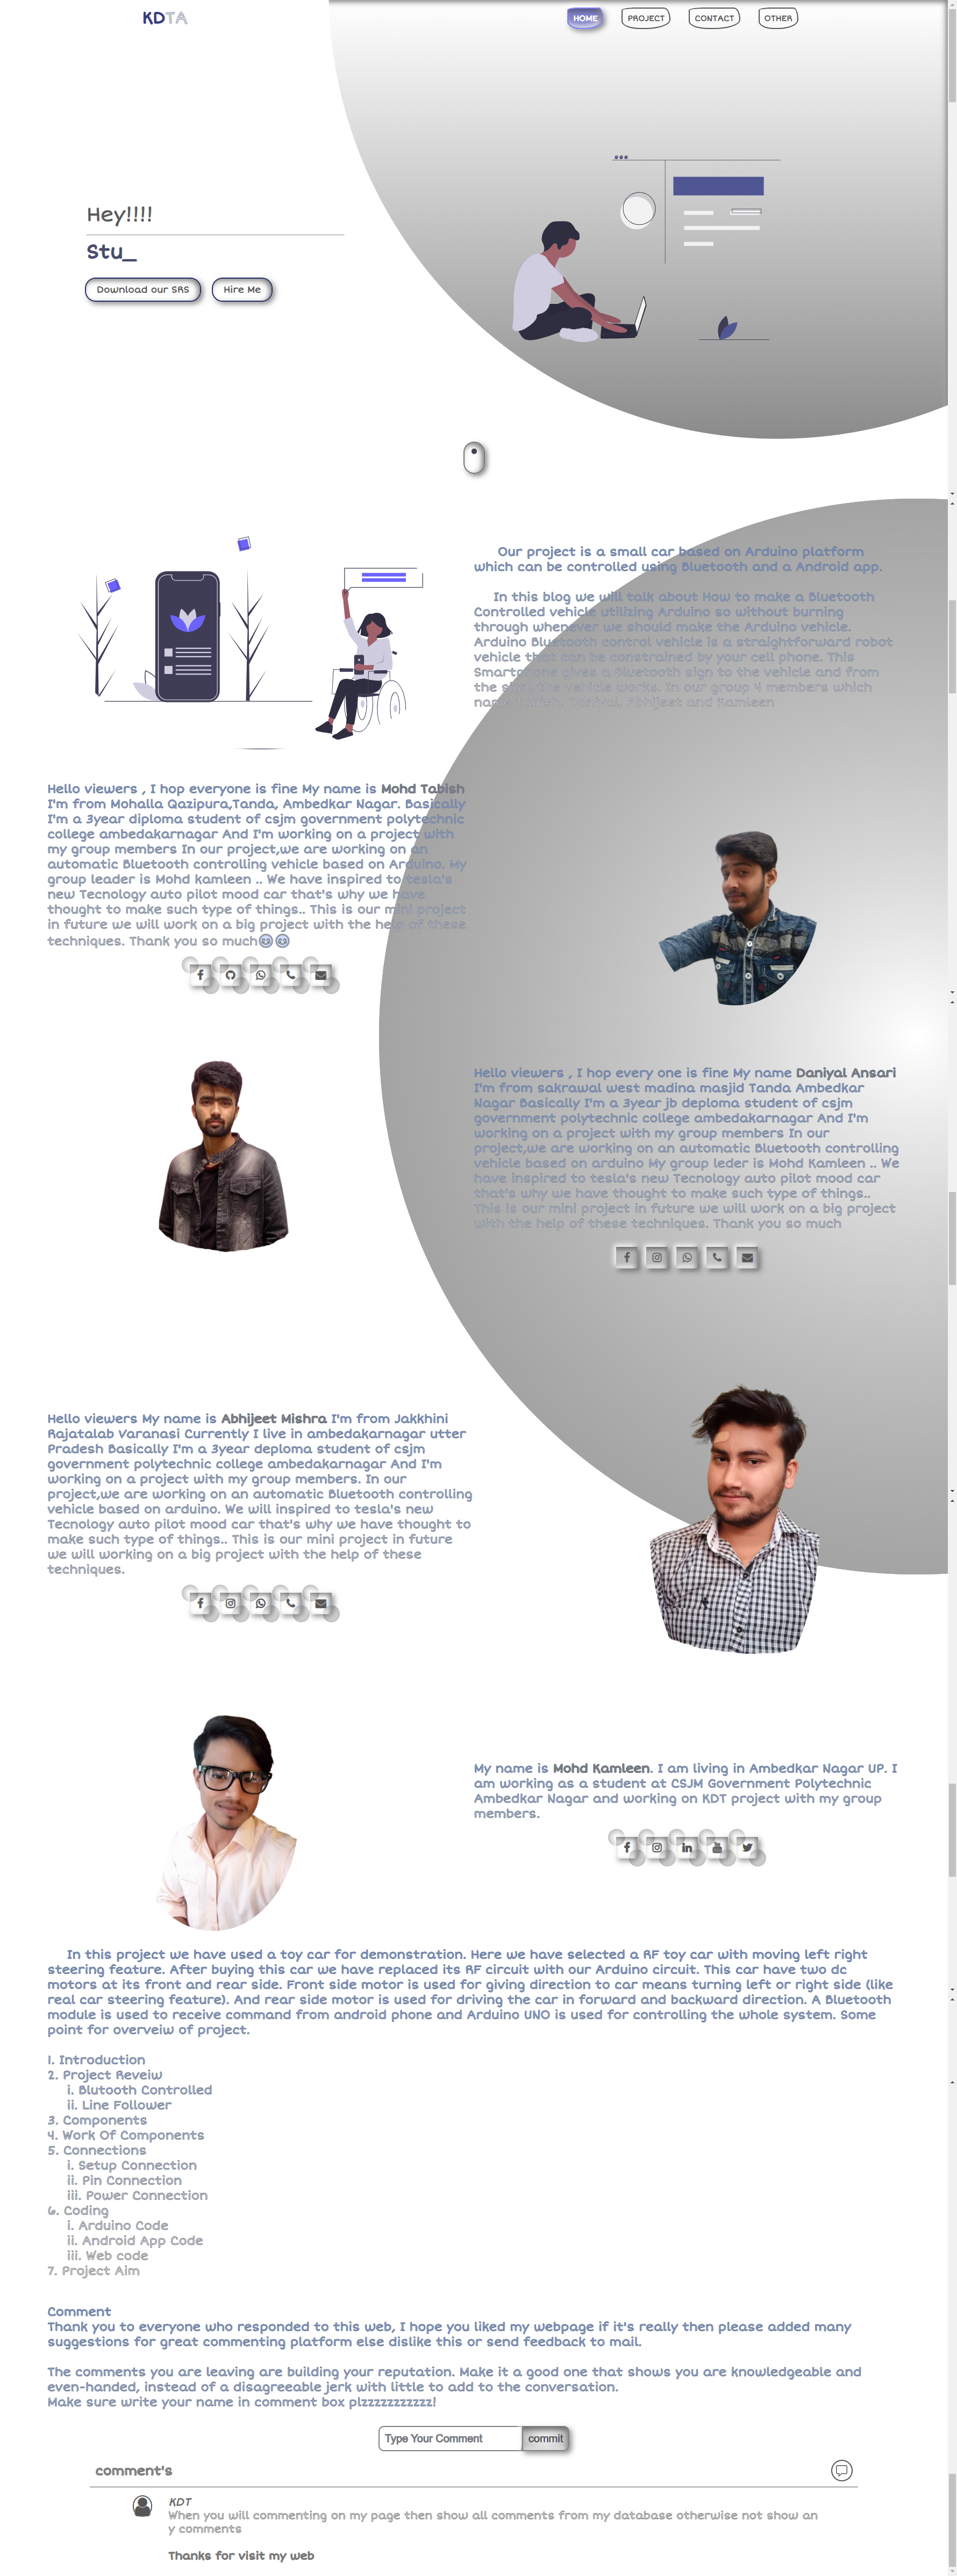 KDTA
HOME
PROJECT
CONTACT
OTHER
Hey!!!!
Stu_
Download our SRS
Hire Me
Our project is a small car based on Arduino platform
which can be controlled using Bluetooth and a Android app.
In this blog we will talk about How to make a Bluetooth
Controlled vehicle utilizing Arduino so without burning
through whenever we should make the Arduino vehicle.
Arduino Bluetooth control vehicle is a straightforward robot
vehicle that can be constrained by your cell phone. This
Smartphone gives a Bluetooth sign to the vehicle and from
the sign, the vehicle works. In our group 4 members which
Daniyal, Abhijeet and Kamleen
Hello viewers , I hop everyone is fine My name is Mohd Tabish
I'm from Mohalla Qazipura,Tanda, Ambedkar Nagar. Basically
I'm a 3year diploma student of csjm government polytechnic
college ambedakarnagar And I'm working on a project with
my group members In our project,we are working on an
automatic Bluetooth controlling vehicle based on Arduino. My
group leader is Mohd kamleen .. We have inspired to tesla's
new Tecnology auto pilot mood car that's why we have
thought to make such type of things.. This is our mini project
in future we will work on a big project with the help of these
techniques. Thank you so much😊😊
Hello viewers , I hop every one is fine My name Daniyal Ansari
I'm from sakrawal west madina masjid Tanda Ambedkar
Nagar Basically I'm a 3year jb deploma student of csjm
government polytechnic college ambedakarnagar And I'm
working on a project with my group members In our
project,we are working on an automatic Bluetooth controlling
vehicle based on arduino My group leder is Mohd Kamleen .. We
have inspired to tesla's new Tecnology auto pilot mood car
that's why we have thought to make such type of things..
This is our mini project in future we will work on a big project
with the help of these techniques. Thank you so much
Hello viewers My name is Abhijeet Mishra I'm from Jakkhini
Rajatalab Varanasi Currently I live in ambedakarnagar utter
Pradesh Basically I'm a 3year deploma student of csjm
government polytechnic college ambedakarnagar And I'm
working on a project with my group members. In our
project,we are working on an automatic Bluetooth controlling
vehicle based on arduino. We will inspired to tesla's new
Tecnology auto pilot mood car that's why we have thought to
make such type of things.. This is our mini project in future
we will working on a big project with the help of these
techniques.
My name is Mohd Kamleen. I am living in Ambedkar Nagar UP. I
am working as a student at CSJM Government Polytechnic
Ambedkar Nagar and working on KDT project with my group
members.
In this project we have used a toy car for demonstration. Here we have selected a RF toy car with moving left right
steering feature. After buying this car we have replaced its RF circuit with our Arduino circuit. This car have two dc
motors at its front and rear side. Front side motor is used for giving direction to car means turning left or right side (like
real car steering feature). And rear side motor is used for driving the car in forward and backward direction. A Bluetooth
module is used to receive command from android phone and Arduino UNO is used for controlling the whole system. Some
point for overveiw of project.
1. Introduction
2. Project Reveiw
i. Blutooth Controlled
ii. Line Follower
3. Components
4. Work Of Components
5. Connections
i. Setup Connection
ii. Pin Connection
iii. Power Connection
6. Coding
i. Arduino Code
ii. Android App Code
iii. Web code
7. Project Aim
Comment
Thank you to everyone who responded to this web, I hope you liked my webpage if it's really then please added many
suggestions for great commenting platform else dislike this or send feedback to mail.
The comments you are leaving are building your reputation. Make it a good one that shows you are knowledgeable and
even-handed, instead of a disagreeable jerk with little to add to the conversation.
Make sure write your name in comment box plzzzzzzzzzzz!
Type Your Comment
commit
comment's
KDT
When you will commenting on my page then show all comments from my database otherwise not show an
y comments
Thanks for visit my web